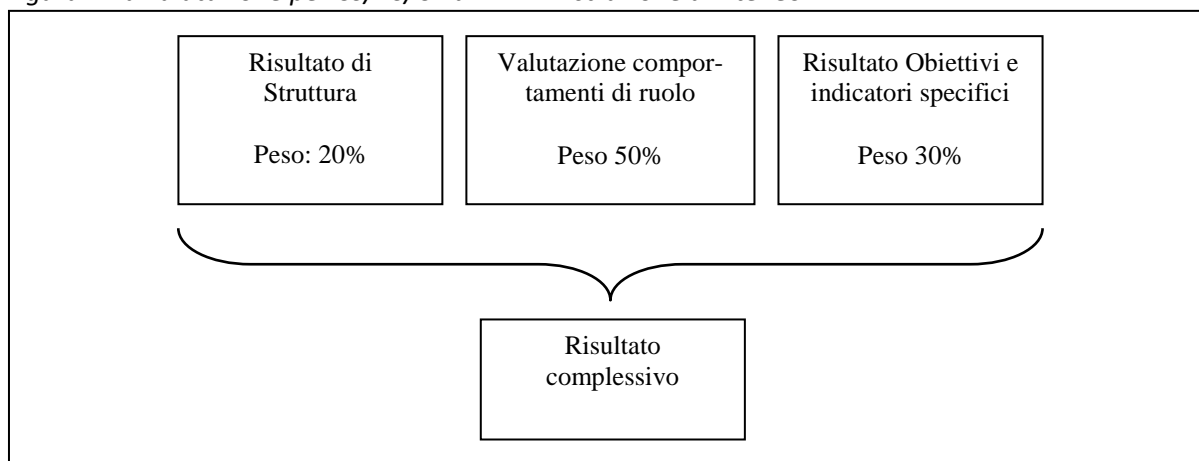 Risultato di
Struttura
Peso: 20%
Valutazione compor-
tamenti di ruolo
Peso 50%
Risultato Obiettivi e
indicatori specifici
Peso 30%
Risultato
complessivo